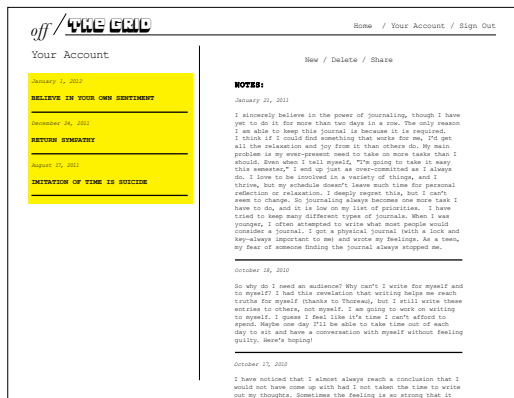 off / THE GRID
Home / Your Account / Sign Out
Your Account
January 1, 2012
BELIEVE IN YOUR OWN SENTIMENT
December 24, 2011
RETURN SYMPATHY
August 17, 2011
IMITATION OF TIME IS SUICIDE
New / Delete / Share
NOTES:
January 21, 2011
I sincerely believe in the power of journaling, though I have
yet to do it for more than two days in a row. The only reason
I am able to keep this journal is because it is required.
I think if I could find something that works for me, I'd get
all the relaxation and joy from it than others do. My main
problem is my ever-present need to take on more tasks than I
should. Even when I tell myself, "I'm going to take it easy
this semester," I end up just as over-committed as I always
do. I love to be involved in a variety of things, and I
thrive, but my schedule doesn't leave much time for personal
reflection or relaxation. I deeply regret this, but I can't
seem to change. So journaling always becomes one more task I
have to do, and it is low on my list of priorities. I have
tried to keep many different types of journals. When I was
younger, I often attempted to write what most people would
consider a journal. I got a physical journal (with a lock and
key—always important to me) and wrote my feelings. As a teen,
my fear of someone finding the journal always stopped me.
October 18, 2010
So why do I need an audience? Why can't I write for myself and
to myself? I had this revelation that writing helps me reach
truths for myself (thanks to Thoreau), but I still write these
entries to others, not myself. I am going to work on writing
to myself. I guess I feel like it's time I can't afford to
spend. Maybe one day I'll be able to take time out of each
day to sit and have a conversation with myself without feeling
guilty. Here's hoping!
October 17, 2010
I have noticed that I almost always reach a conclusion that I
would not have come up with had I not taken the time to write
out my thoughts. Sometimes the feeling is so strong that it